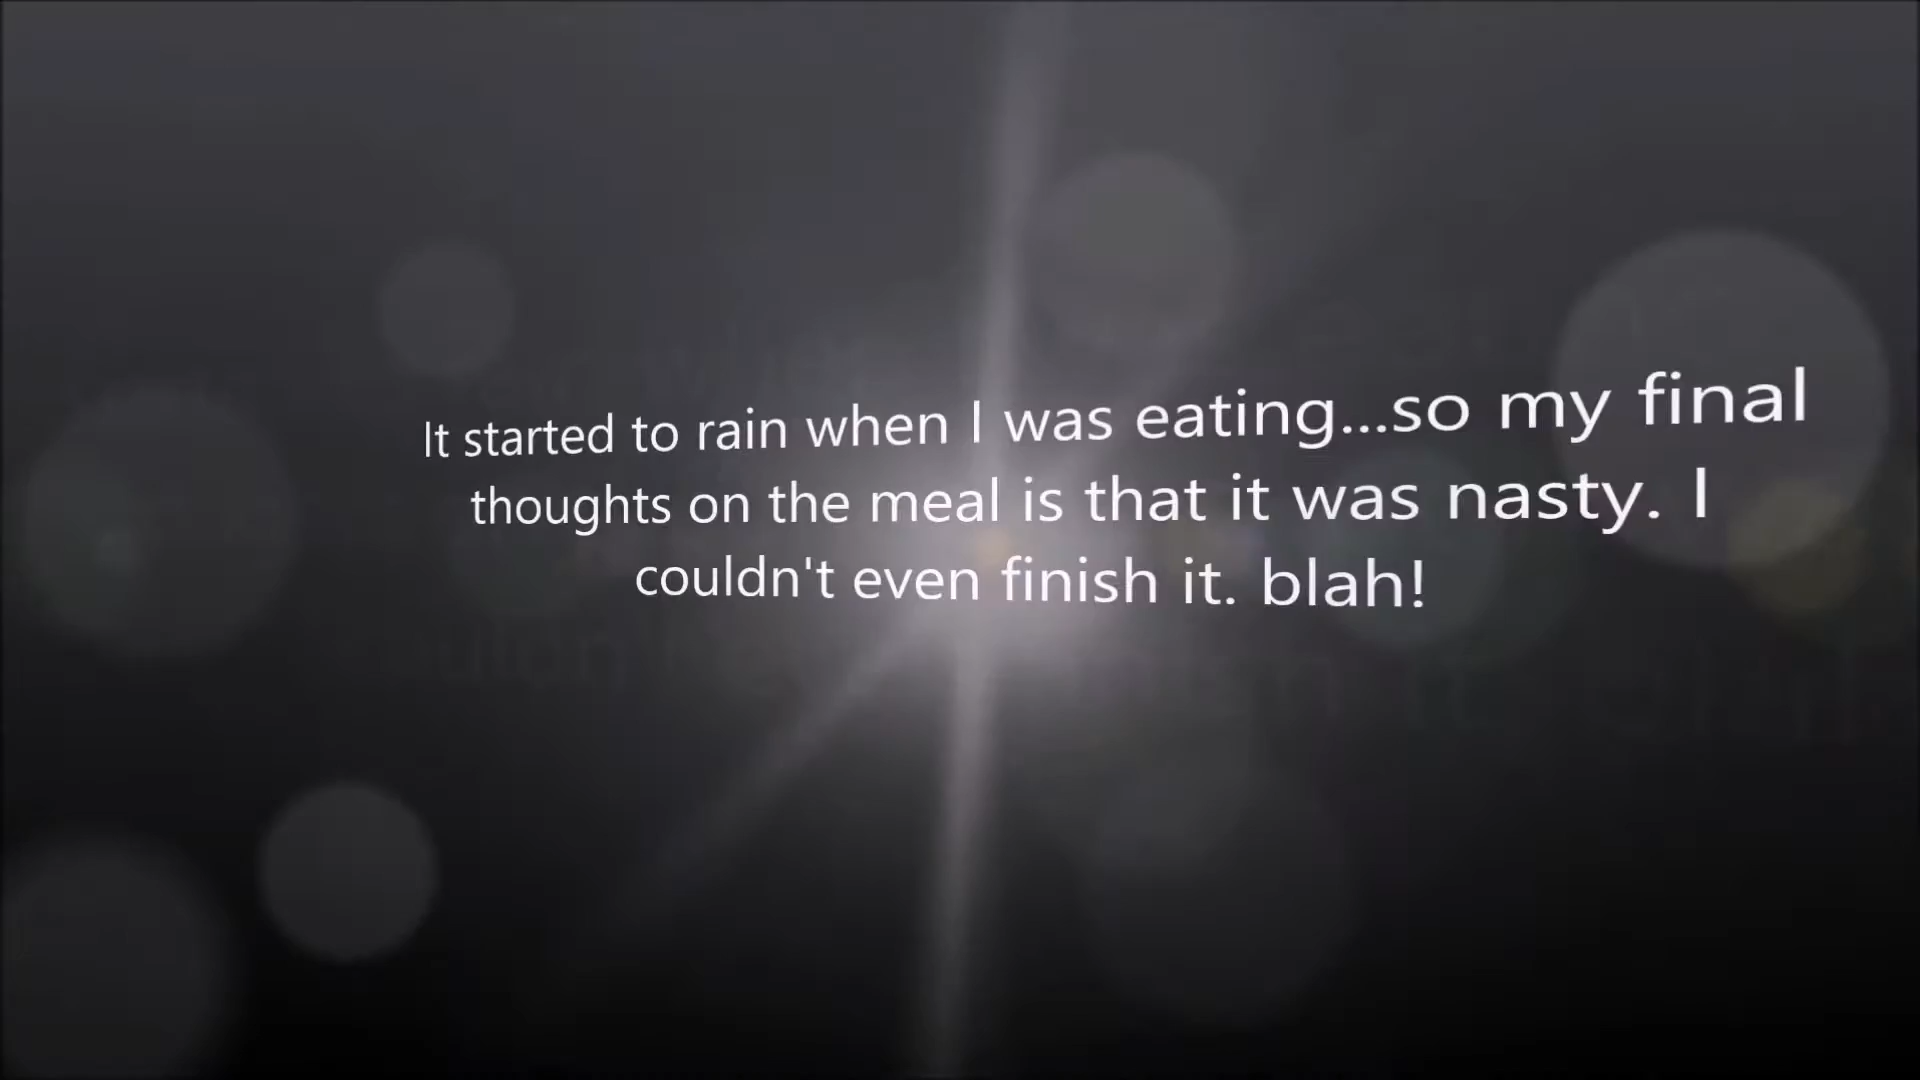 It started to rain when I was eating...so my final
thoughts on the meal is that it was nasty. I
couldn't even finish it. blah!